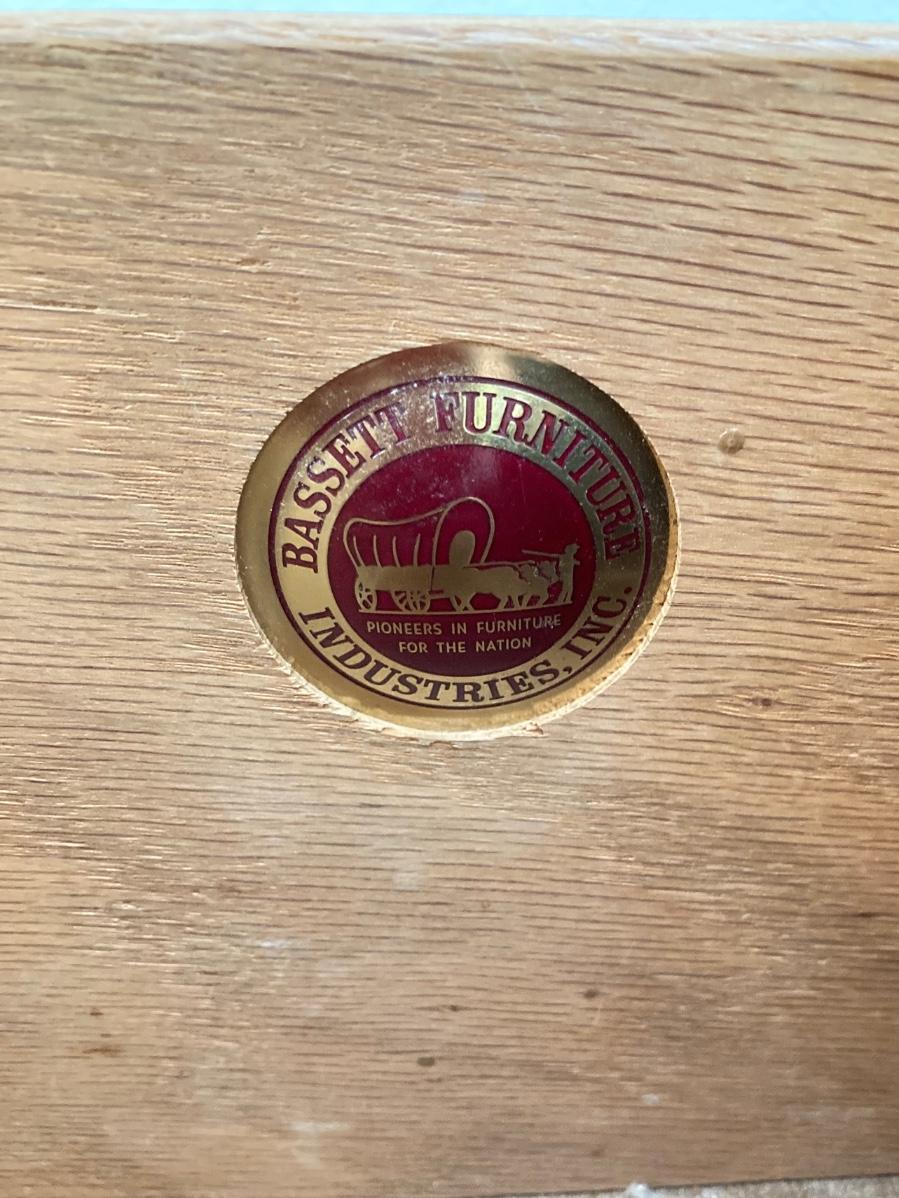 BASSETT FURNITURE
INDUSTRIES, INC.
PIONEERS IN FURNITURE
FOR THE NATION